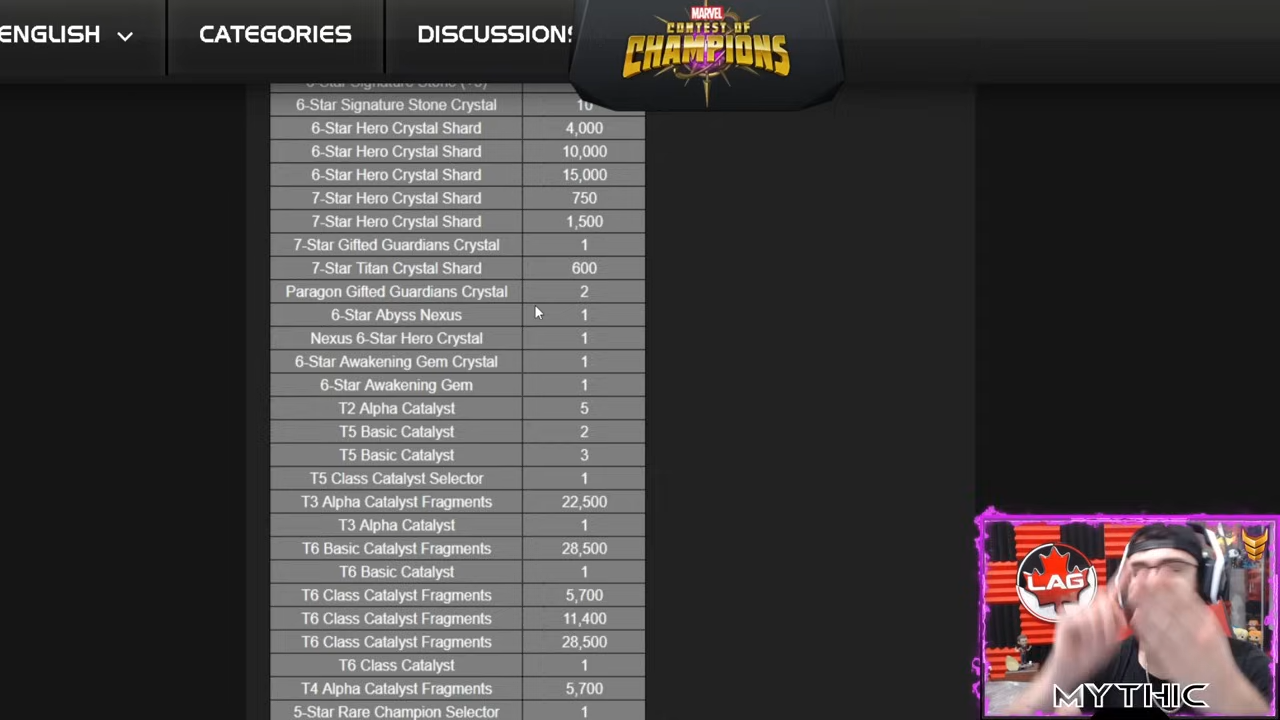 ENGLISH
CATEGORIES
DISCUSSIONS
MARVEL
CONTEST OF
CHAMPIONS
6-Star Signature Stone Crystal 10
6-Star Hero Crystal Shard 4,000
6-Star Hero Crystal Shard 10,000
6-Star Hero Crystal Shard 15,000
7-Star Hero Crystal Shard 750
7-Star Hero Crystal Shard 1,500
7-Star Gifted Guardians Crystal 1
7-Star Titan Crystal Shard 600
Paragon Gifted Guardians Crystal 2
6-Star Abyss Nexus 1
Nexus 6-Star Hero Crystal 1
6-Star Awakening Gem Crystal 1
6-Star Awakening Gem 1
T2 Alpha Catalyst 5
T5 Basic Catalyst 2
T5 Basic Catalyst 3
T5 Class Catalyst Selector 1
T3 Alpha Catalyst Fragments 22,500
T3 Alpha Catalyst 1
T6 Basic Catalyst Fragments 28,500
T6 Basic Catalyst 1
T6 Class Catalyst Fragments 5,700
T6 Class Catalyst Fragments 11,400
T6 Class Catalyst Fragments 28,500
T6 Class Catalyst 1
T4 Alpha Catalyst Fragments 5,700
5-Star Rare Champion Selector 1
LAG
MYTHIC